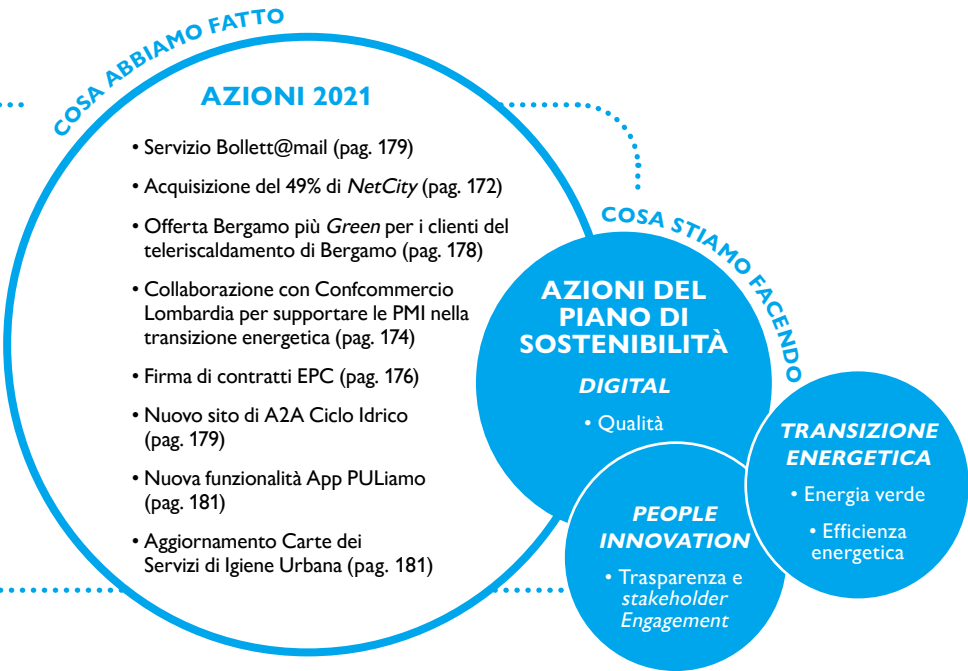 COSA ABBIAMO FATTO
AZIONI 2021
• Servizio Bollett@mail (pag. 179)
• Acquisizione del 49% di NetCity (pag. 172)
• Offerta Bergamo più Green per i clienti del
teleriscaldamento di Bergamo (pag. 178)
• Collaborazione con Confcommercio
Lombardia per supportare le PMI nella
transizione energetica (pag. 174)
• Firma di contratti EPC (pag. 176)
• Nuovo sito di A2A Ciclo Idrico
(pag. 179)
• Nuova funzionalità App PULiamo
(pag. 181)
• Aggiornamento Carte dei
Servizi di Igiene Urbana (pag. 181)
COSA STIAMO FACENDO
AZIONI DEL
PIANO DI
SOSTENIBILITÀ
DIGITAL
• Qualità
PEOPLE
INNOVATION
• Trasparenza e
stakeholder
Engagement
TRANSIZIONE
ENERGETICA
• Energia verde
• Efficienza
energetica